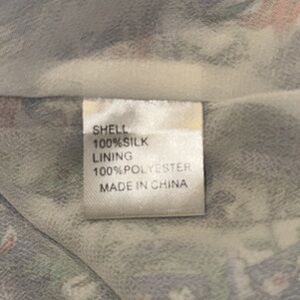 SHELL
100%SILK
LINING
100%POLYESTER
MADE IN CHINA